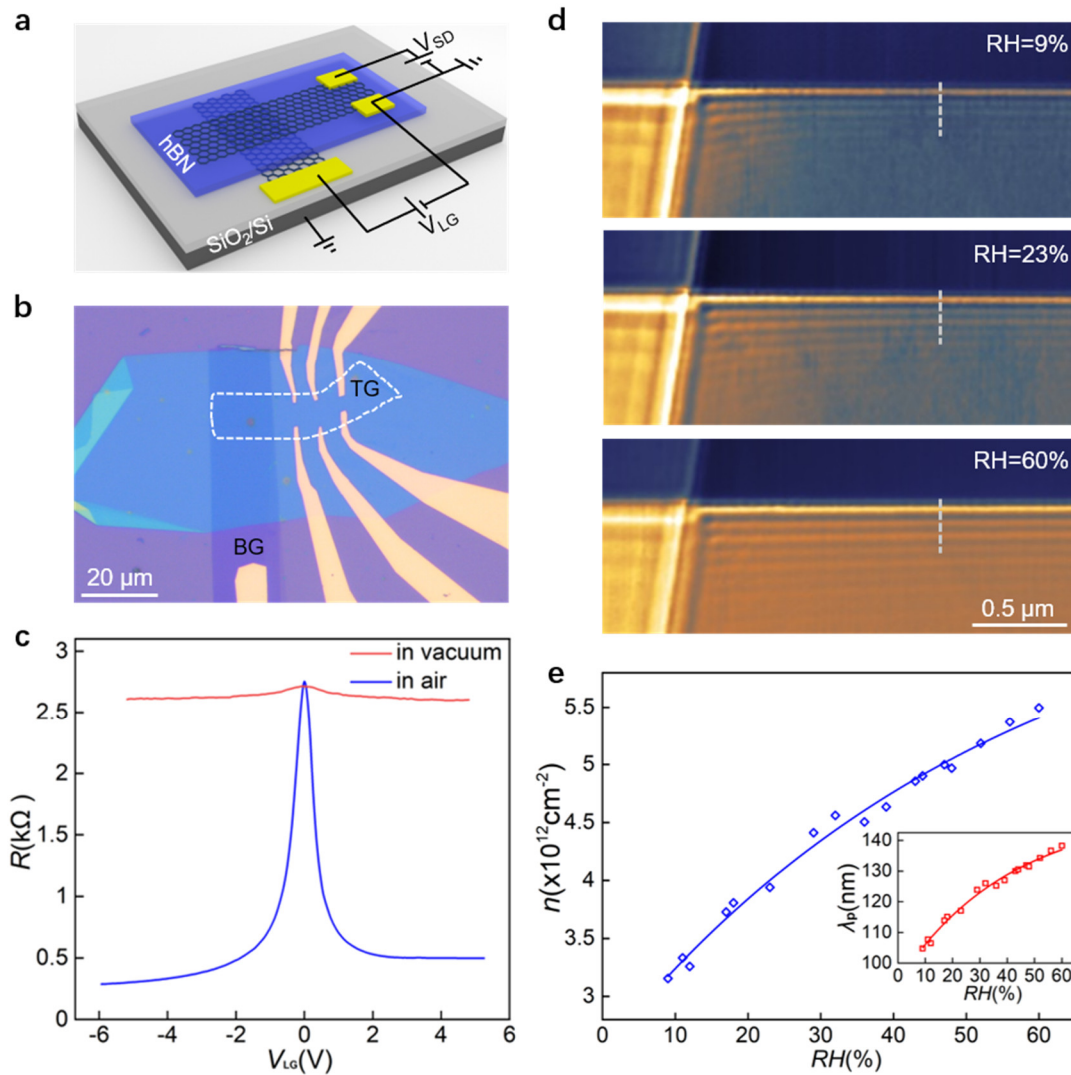 a
V_SD
hBN
SiO₂/Si
V_LG
b
TG
BG
20 μm
c
in vacuum
in air
R(kΩ)
3
2.5
2
1.5
1
0.5
0
-6
-4
-2
0
2
4
6
V_LG(V)
d
RH=9%
RH=23%
RH=60%
0.5 μm
e
n(x10¹²cm⁻²)
5.5
5
4.5
4
3.5
3
0
10
20
30
40
50
60
RH(%)
λp(nm)
140
130
120
110
100
0
10
20
30
40
50
60
RH(%)